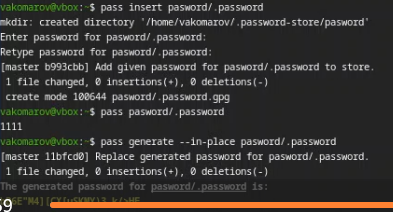 vakomarov@vbox:~$ pass insert pasword/.password
mkdir: created directory '/home/vakomarov/.password-store/pasword'
Enter password for pasword/.password:
Retype password for pasword/.password:
[master b993cbb] Add given password for pasword/.password to store.
1 file changed, 0 insertions(+), 0 deletions(-)
create mode 100644 pasword/.password.gpg
vakomarov@vbox:~$ pass pasword/.password
1111
vakomarov@vbox:~$ pass generate --in-place pasword/.password
[master 11bfcd0] Replace generated password for pasword/.password.
1 file changed, 0 insertions(+), 0 deletions(-)
The generated password for pasword/.password is: